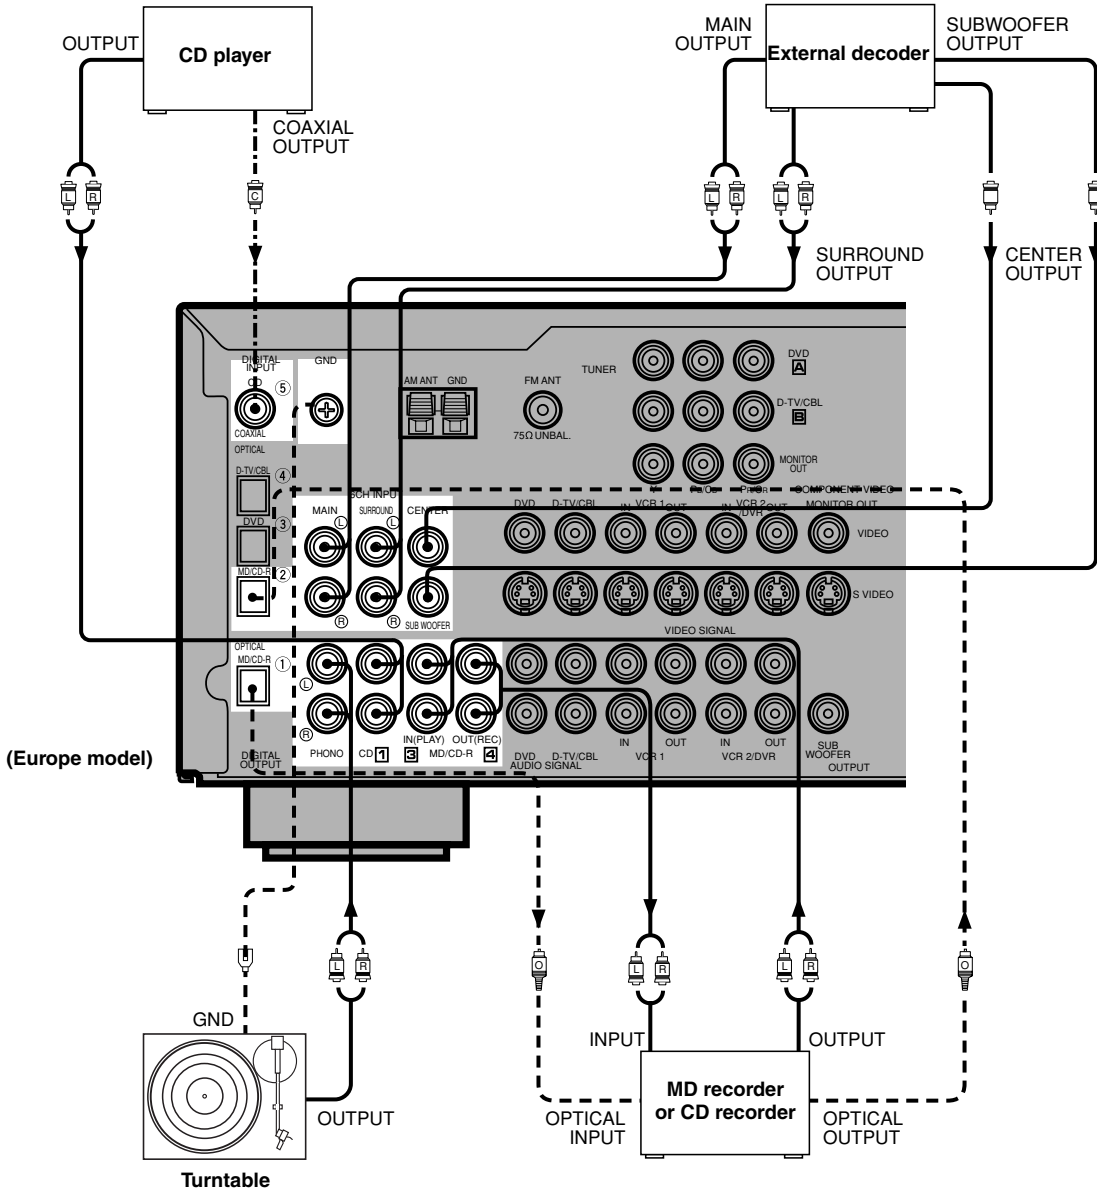 OUTPUT
CD player
COAXIAL
OUTPUT
MAIN
OUTPUT
External decoder
SUBWOOFER
OUTPUT
L R
C
L R
L R
SURROUND
OUTPUT
CENTER
OUTPUT
DIGITAL
INPUT
CD
⑤
COAXIAL
GND
AM ANT GND
FM ANT
75Ω UNBAL.
TUNER
DVD
A
D-TV/CBL
B
MONITOR
OUT
Y PB/CB PR/CR COMPONENT VIDEO
OPTICAL
D-TV/CBL ④
DVD ③
MD/CD-R ②
6CH INPUT
MAIN SURROUND CENTER
L L
R R SUB WOOFER
DVD D-TV/CBL IN VCR 1 OUT IN VCR 2 /DVR OUT MONITOR OUT
VIDEO
S VIDEO
VIDEO SIGNAL
OPTICAL
MD/CD-R ①
L
R
DIGITAL
OUTPUT
PHONO CD 1 IN(PLAY) 3 MD/CD-R OUT(REC) 4
DVD D-TV/CBL IN VCR 1 OUT IN VCR 2/DVR OUT SUB WOOFER
AUDIO SIGNAL
OUTPUT
(Europe model)
GND
L R
OUTPUT
Turntable
O
L R
L R
O
INPUT
OUTPUT
MD recorder
or CD recorder
OPTICAL
INPUT
OPTICAL
OUTPUT